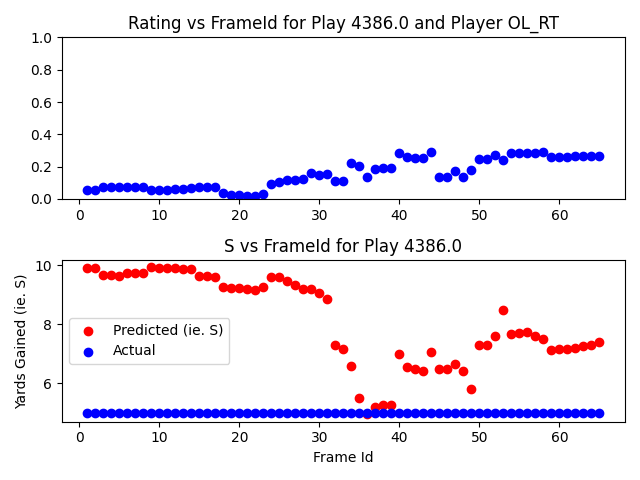 Rating vs FrameId for Play 4386.0 and Player OL_RT
1.0
0.8
0.6
0.4
0.2
0.0
0 10 20 30 40 50 60
S vs FrameId for Play 4386.0
Yards Gained (ie. S)
10
8
6
Predicted (ie. S)
Actual
0 10 20 30 40 50 60
Frame Id